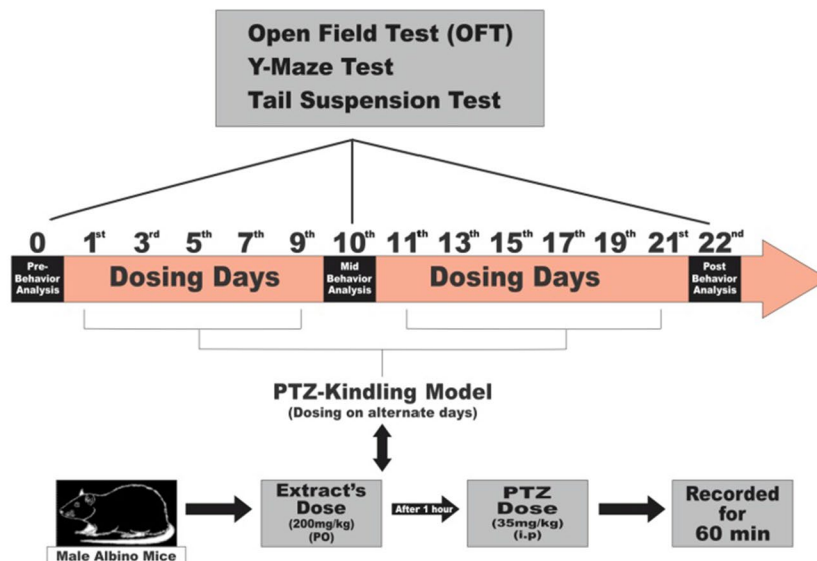 Open Field Test (OFT)
Y-Maze Test
Tail Suspension Test
0 1st 3rd 5th 7th 9th 10th 11th 13th 15th 17th 19th 21st 22nd
Pre-
Behavior
Analysis
Dosing Days
Mid
Behavior
Analysis
Dosing Days
Post
Behavior
Analysis
PTZ-Kindling Model
(Dosing on alternate days)
Male Albino Mice
Extract's
Dose
(200mg/kg)
(PO)
After 1 hour
PTZ
Dose
(35mg/kg)
(i.p)
Recorded
for
60 min